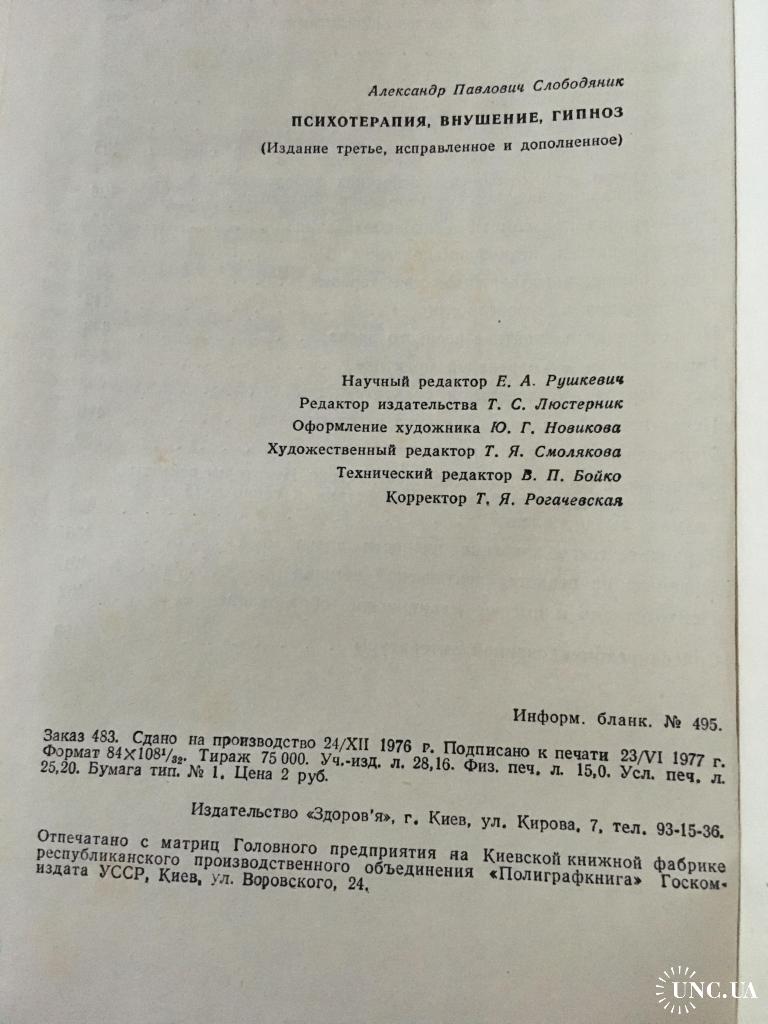 Александр Павлович Слободяник
ПСИХОТЕРАПИЯ, ВНУШЕНИЕ, ГИПНОЗ
(Издание третье, исправленное и дополненное)
Научный редактор Е. А. Рушкевич
Редактор издательства Т. С. Люстерник
Оформление художника Ю. Г. Новикова
Художественный редактор Т. Я. Смолякова
Технический редактор В. П. Бойко
Корректор Т. Я. Рогачевская
Информ. бланк. № 495.
Заказ 483. Сдано на производство 24/XII 1976 г. Подписано к печати 23/VI 1977 г.
Формат 84×108¹/₃₂. Тираж 75 000. Уч.-изд. л. 28,16. Физ. печ. л. 15,0. Усл. печ. л.
25,20. Бумага тип. № 1. Цена 2 руб.
Издательство «Здоров'я», г. Киев, ул. Кирова, 7, тел. 93-15-36.
Отпечатано с матриц Головного предприятия на Киевской книжной фабрике
республиканского производственного объединения «Полиграфкнига» Госком-
издата УССР, Киев, ул. Воровского, 24.
UNC.UA